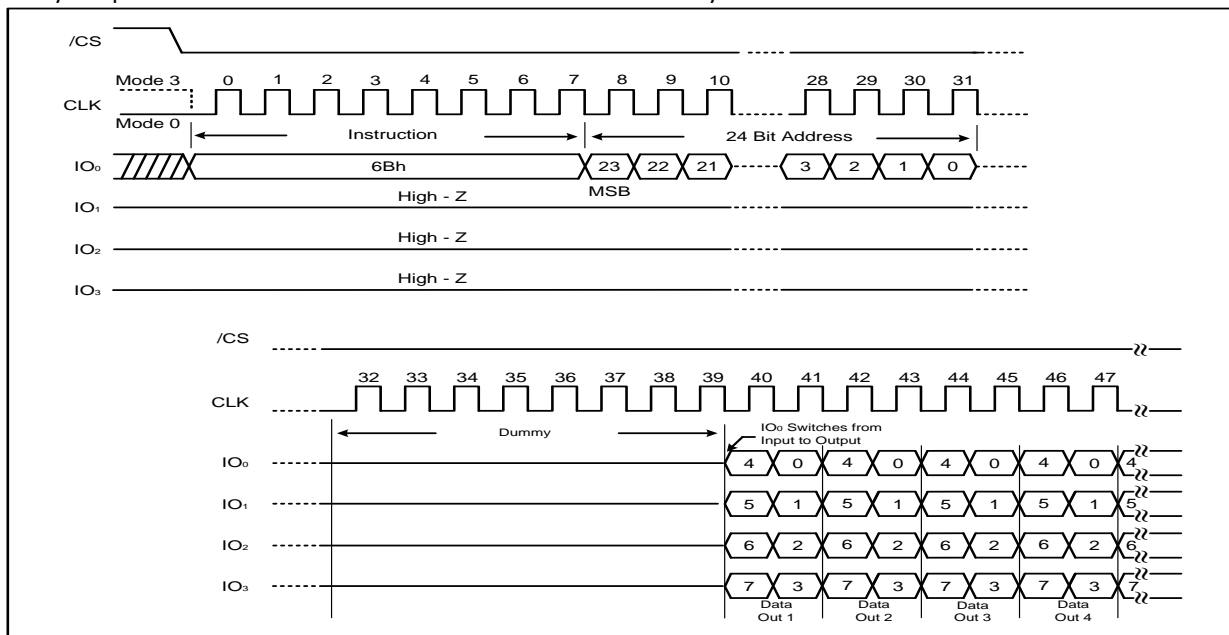 /CS
Mode 3 0 1 2 3 4 5 6 7 8 9 10 28 29 30 31
CLK
Mode 0
Instruction 24 Bit Address
IO₀ 6Bh 23 22 21 3 2 1 0
MSB
IO₁ High - Z
IO₂ High - Z
IO₃ High - Z
/CS
32 33 34 35 36 37 38 39 40 41 42 43 44 45 46 47
CLK
Dummy
IO₀ Switches from
Input to Output
IO₀ 4 0 4 0 4 0 4 0 4
IO₁ 5 1 5 1 5 1 5 1 5
IO₂ 6 2 6 2 6 2 6 2 6
IO₃ 7 3 7 3 7 3 7 3 7
Data Data Data Data
Out 1 Out 2 Out 3 Out 4